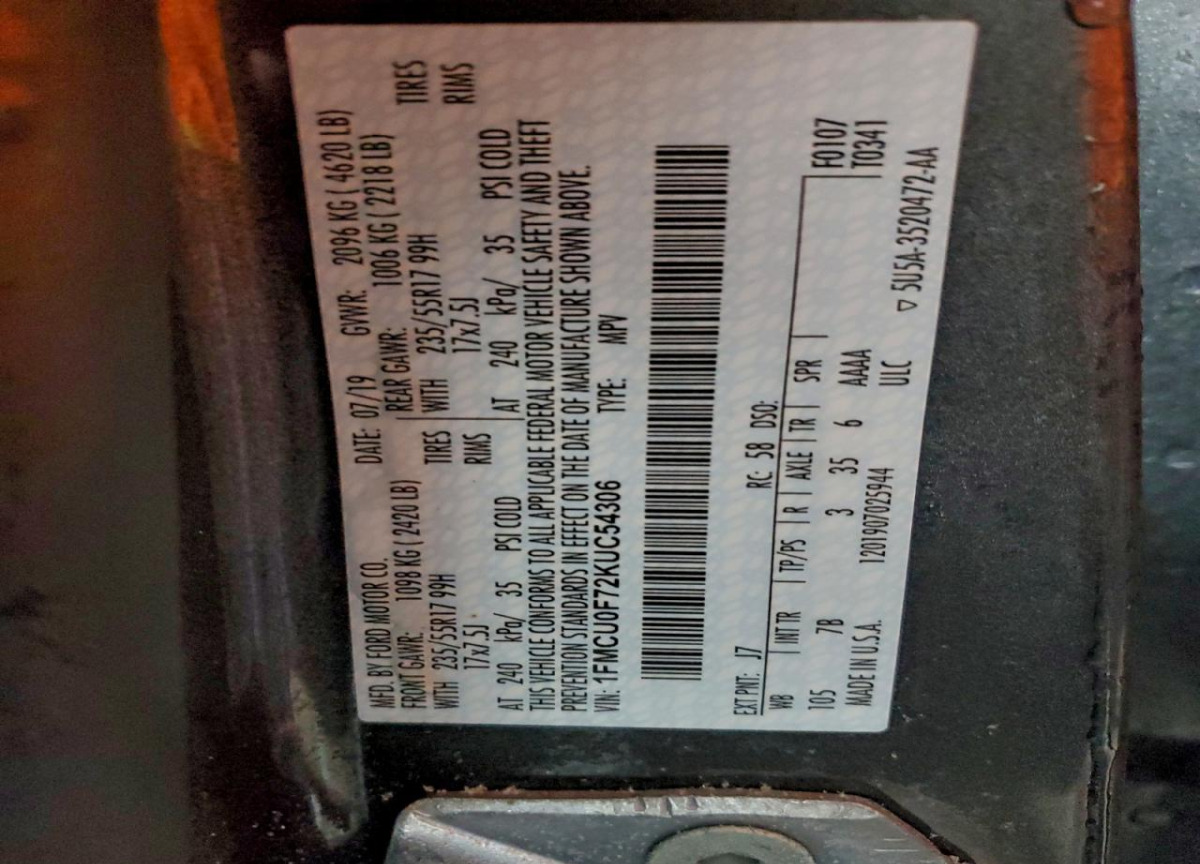 MFD. BY FORD MOTOR CO. DATE: 07/19 GVWR: 2096 KG ( 4620 LB)
FRONT GAWR: 1098 KG ( 2420 LB) REAR GAWR: 1006 KG ( 2218 LB)
WITH 235/55R17 99H TIRES WITH 235/55R17 99H TIRES
17x7.5J RIMS 17x7.5J RIMS
AT 240 kPa/ 35 PSI COLD AT 240 kPa/ 35 PSI COLD
THIS VEHICLE CONFORMS TO ALL APPLICABLE FEDERAL MOTOR VEHICLE SAFETY AND THEFT
PREVENTION STANDARDS IN EFFECT ON THE DATE OF MANUFACTURE SHOWN ABOVE.
VIN: 1FMCU0F72KUC54306 TYPE: MPV
EXT PNT: J7 RC: 58 DSO:
WB INT TR TP/PS R AXLE TR SPR F0107
105 7B 3 35 6 AAAA T0341
MADE IN U.S.A. 1201907025944 ULC
▽ 5U5A-3520472-AA